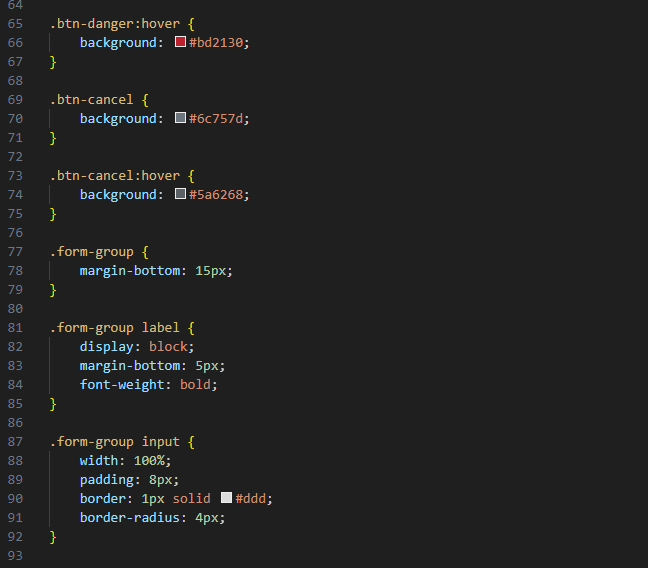 64
65 .btn-danger:hover {
66     background: #bd2130;
67 }
68
69 .btn-cancel {
70     background: #6c757d;
71 }
72
73 .btn-cancel:hover {
74     background: #5a6268;
75 }
76
77 .form-group {
78     margin-bottom: 15px;
79 }
80
81 .form-group label {
82     display: block;
83     margin-bottom: 5px;
84     font-weight: bold;
85 }
86
87 .form-group input {
88     width: 100%;
89     padding: 8px;
90     border: 1px solid #ddd;
91     border-radius: 4px;
92 }
93